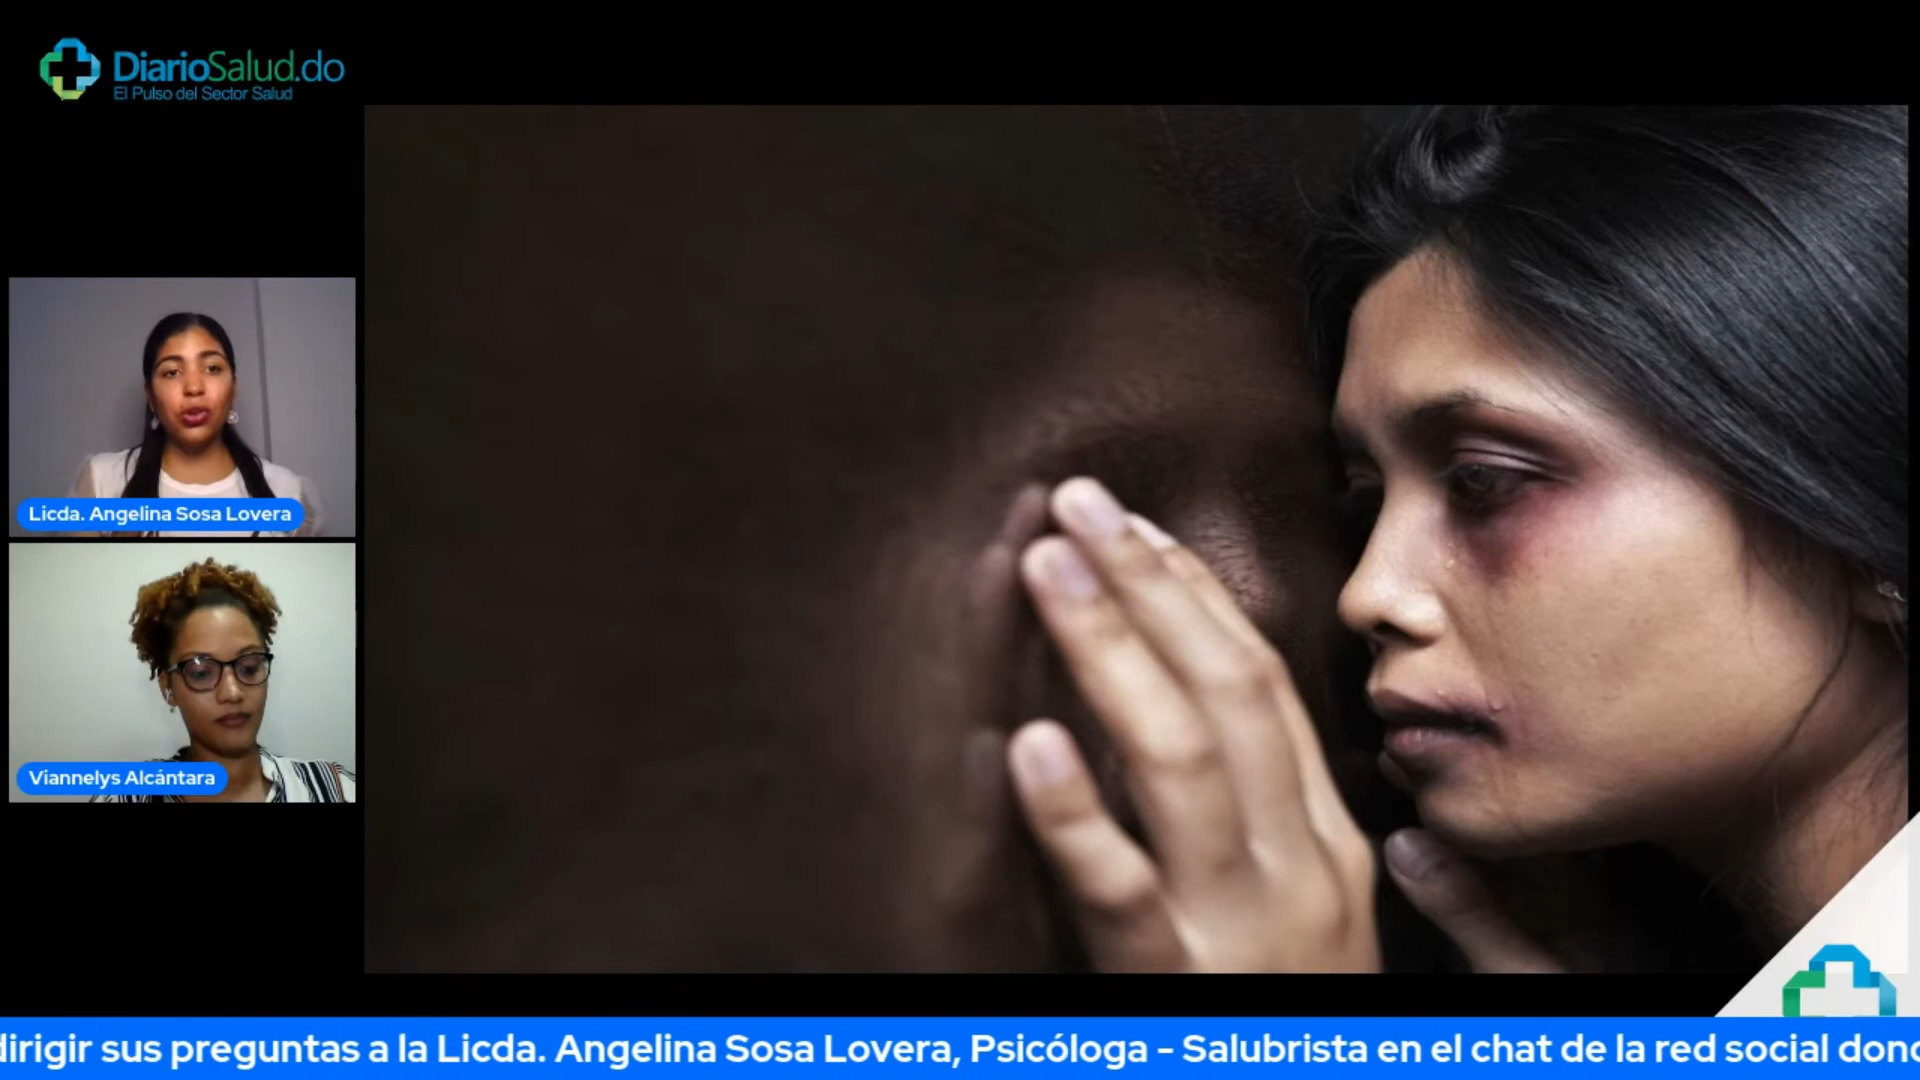 DiarioSalud.do
El Pulso del Sector Salud
Licda. Angelina Sosa Lovera
Viannelys Alcántara
dirigir sus preguntas a la Licda. Angelina Sosa Lovera, Psicóloga - Salubrista en el chat de la red social